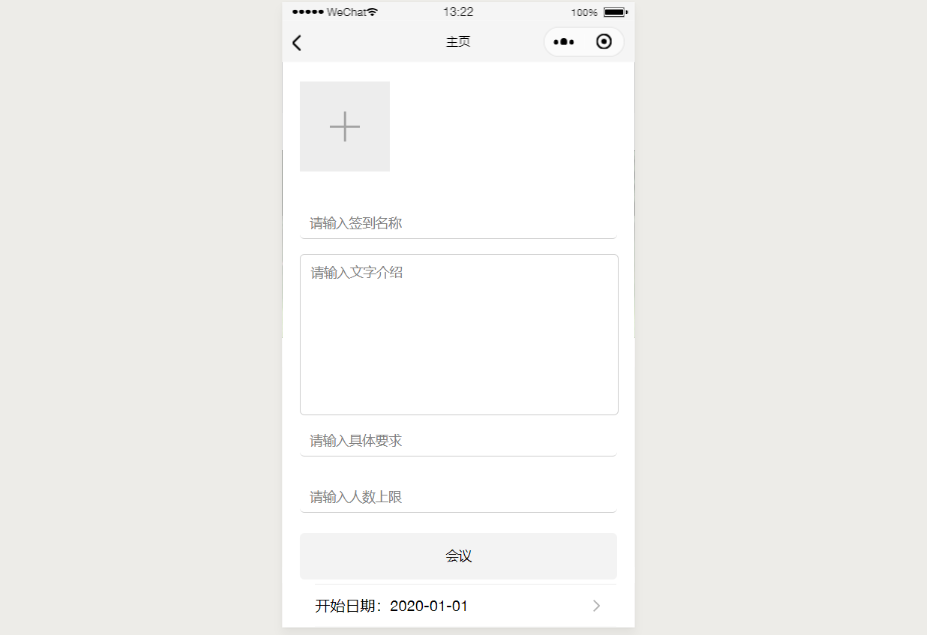 WeChat
13:22
100%
主页
请输入签到名称
请输入文字介绍
请输入具体要求
请输入人数上限
会议
开始日期：2020-01-01